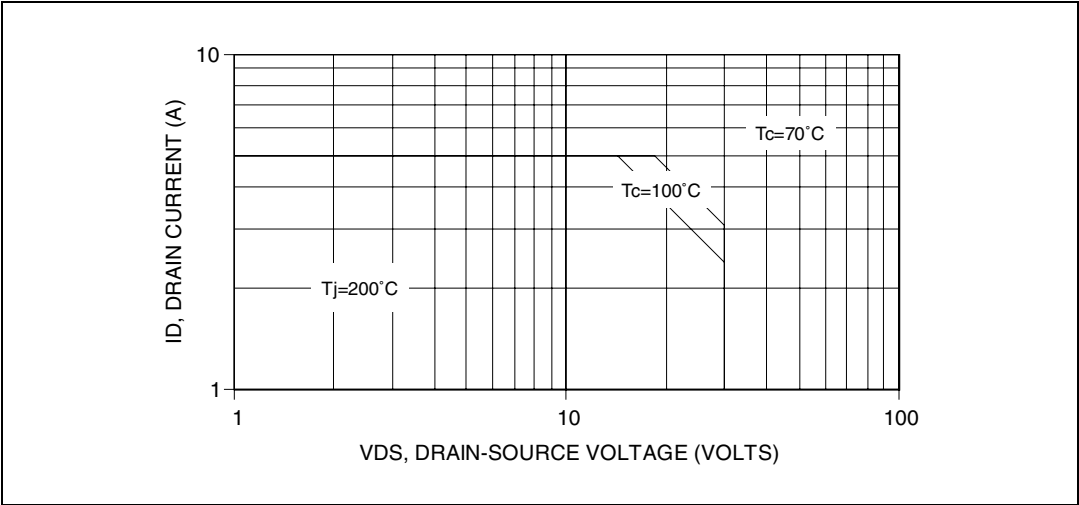 10
Tc=70˚C
Tc=100˚C
Tj=200˚C
1
1 10 100
ID, DRAIN CURRENT (A)
VDS, DRAIN-SOURCE VOLTAGE (VOLTS)